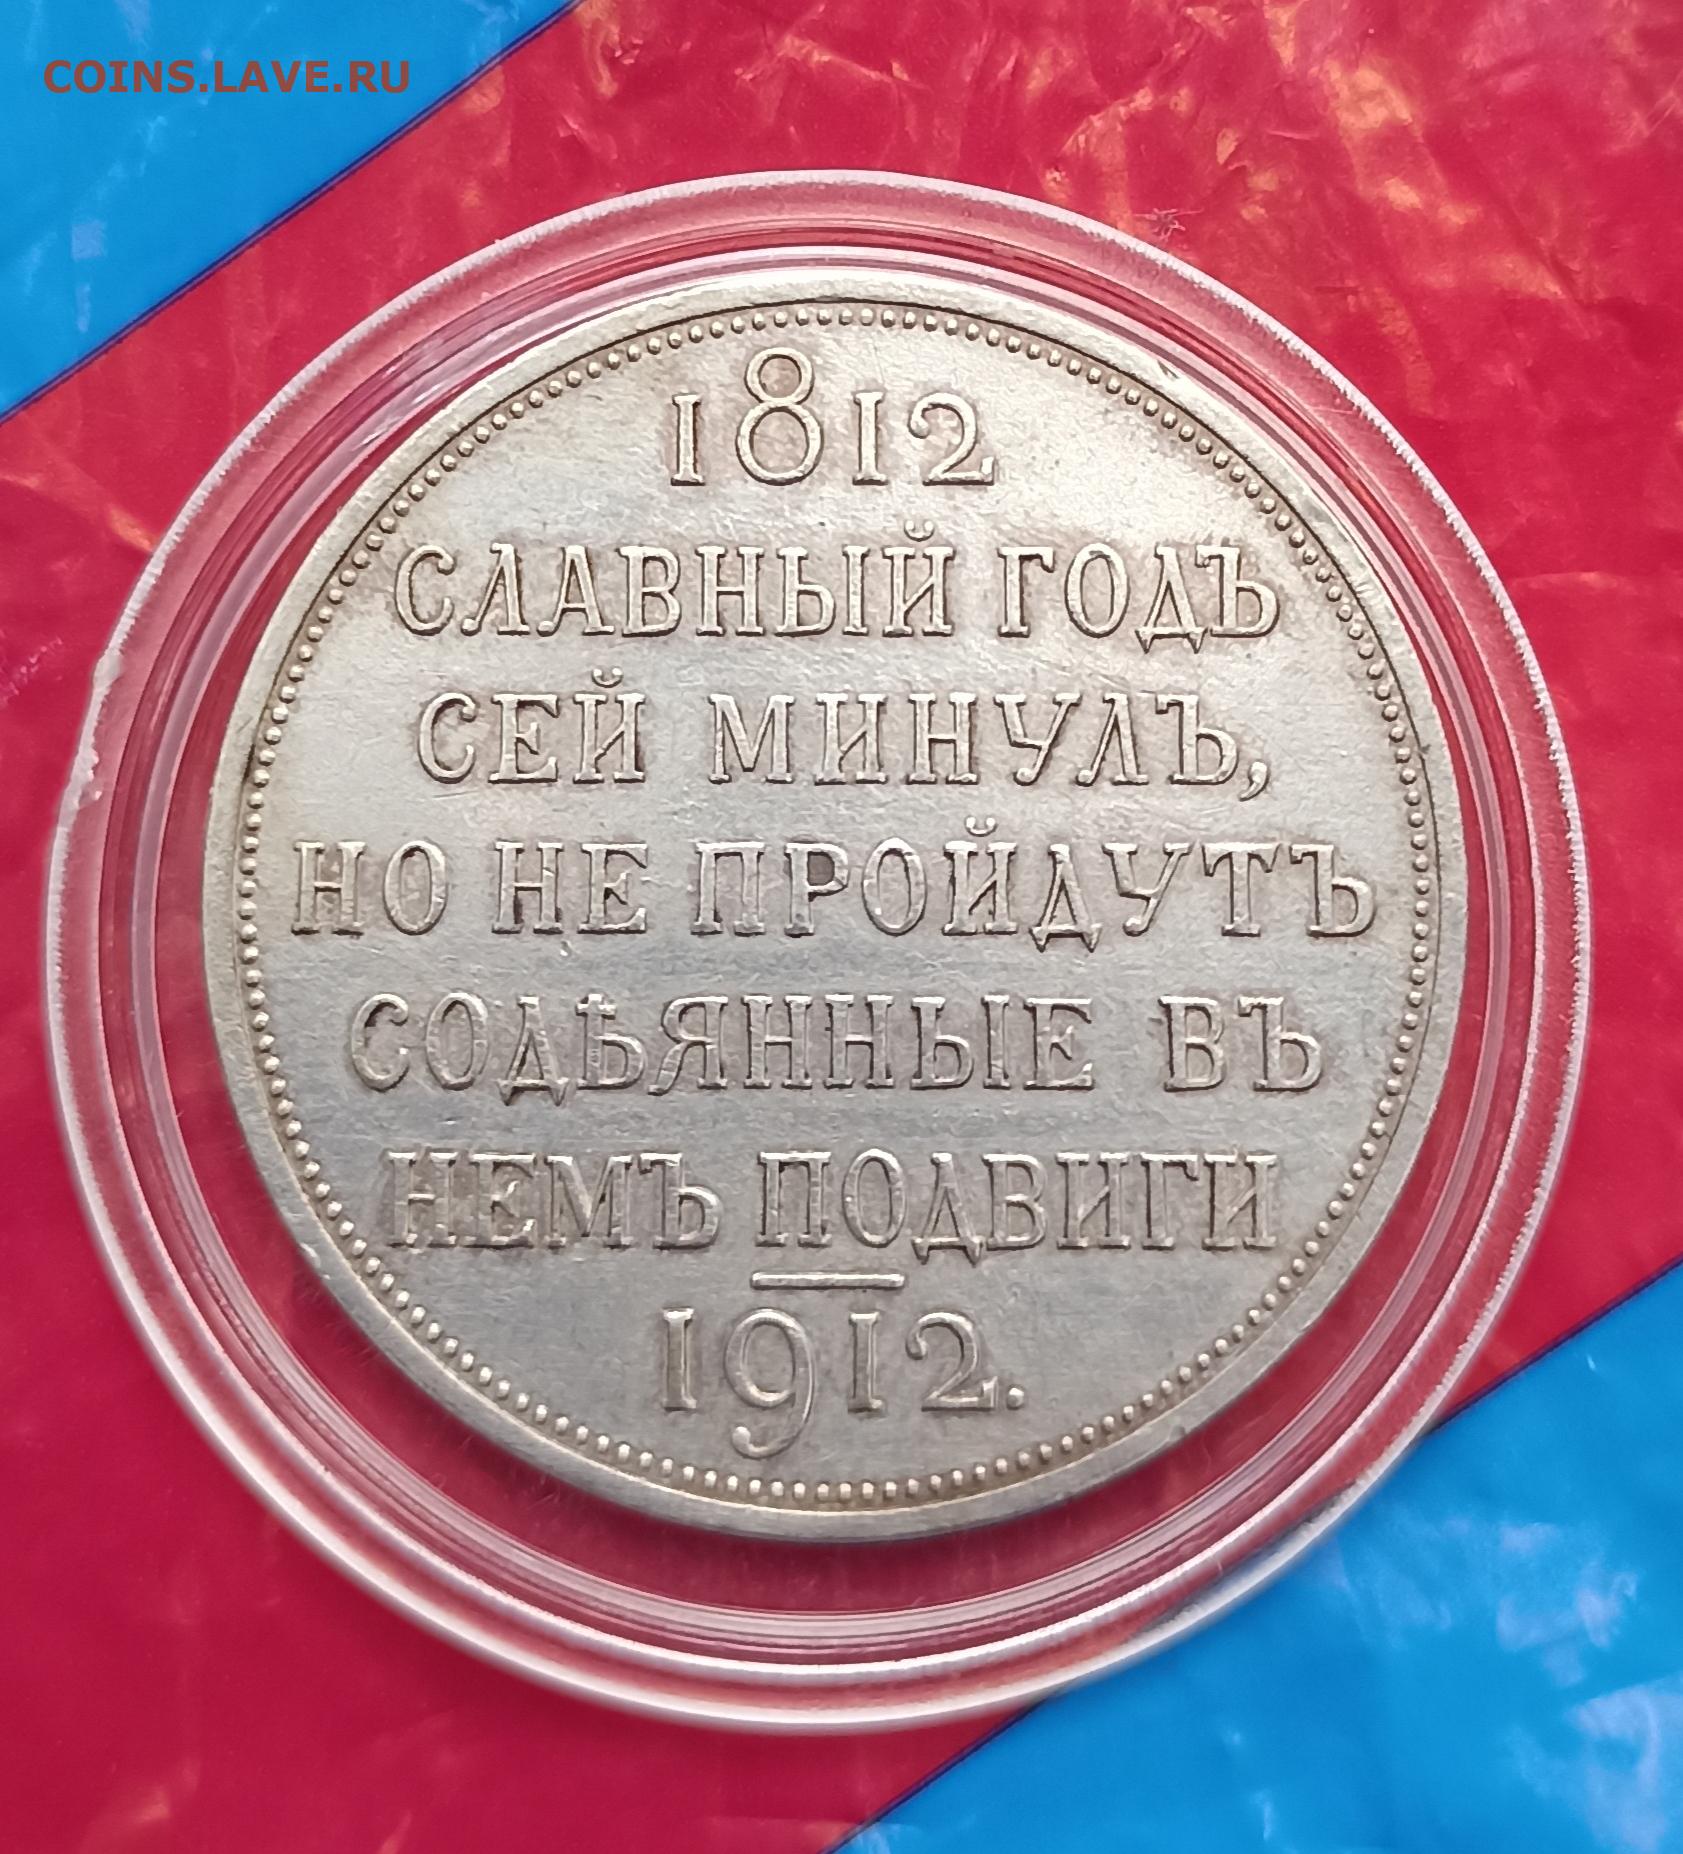 COINS.LAVE.RU
1812
СЛАВНЫЙ ГОДЪ
СЕЙ МИНУЛЪ,
НО НЕ ПРОЙДУТЪ
СОДѢЯННЫЕ ВЪ
НЕМЪ ПОДВИГИ
1912.